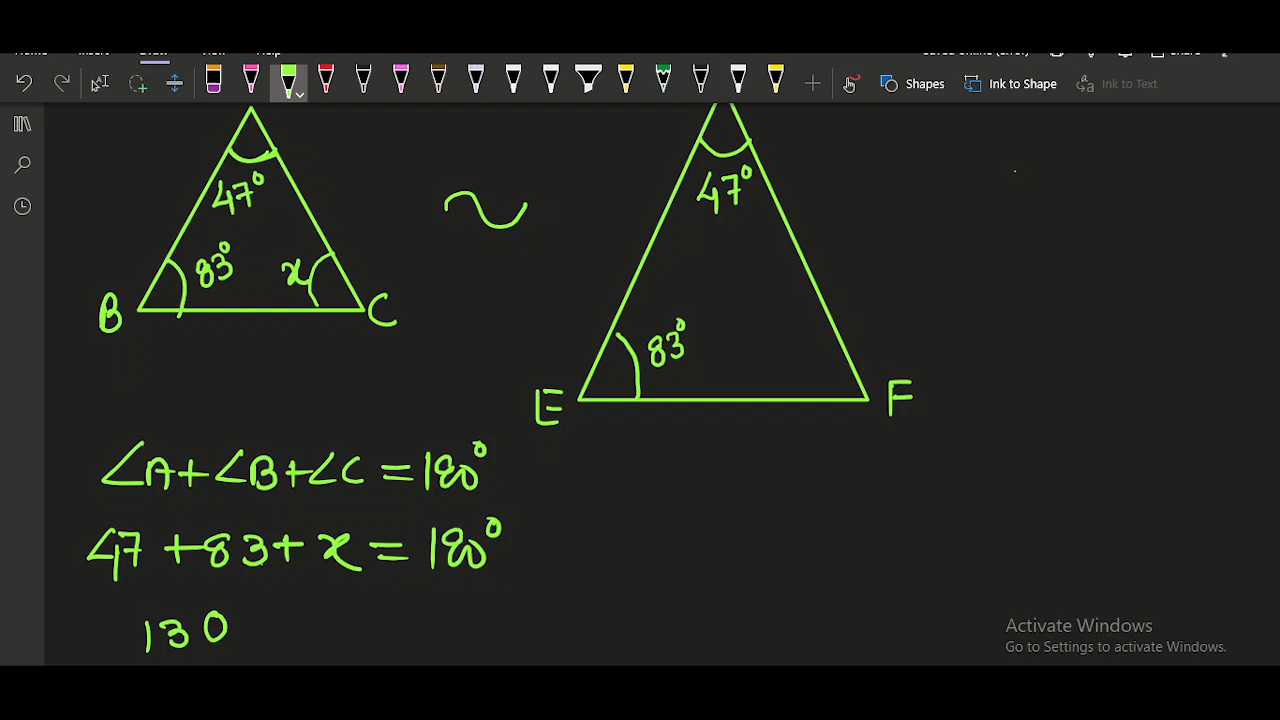 Shapes
Ink to Shape
Ink to Text
47°
83°
x
B
C
~
47°
83°
E
F
∠A+∠B+∠C=180°
47+83+x=180°
130
Activate Windows
Go to Settings to activate Windows.